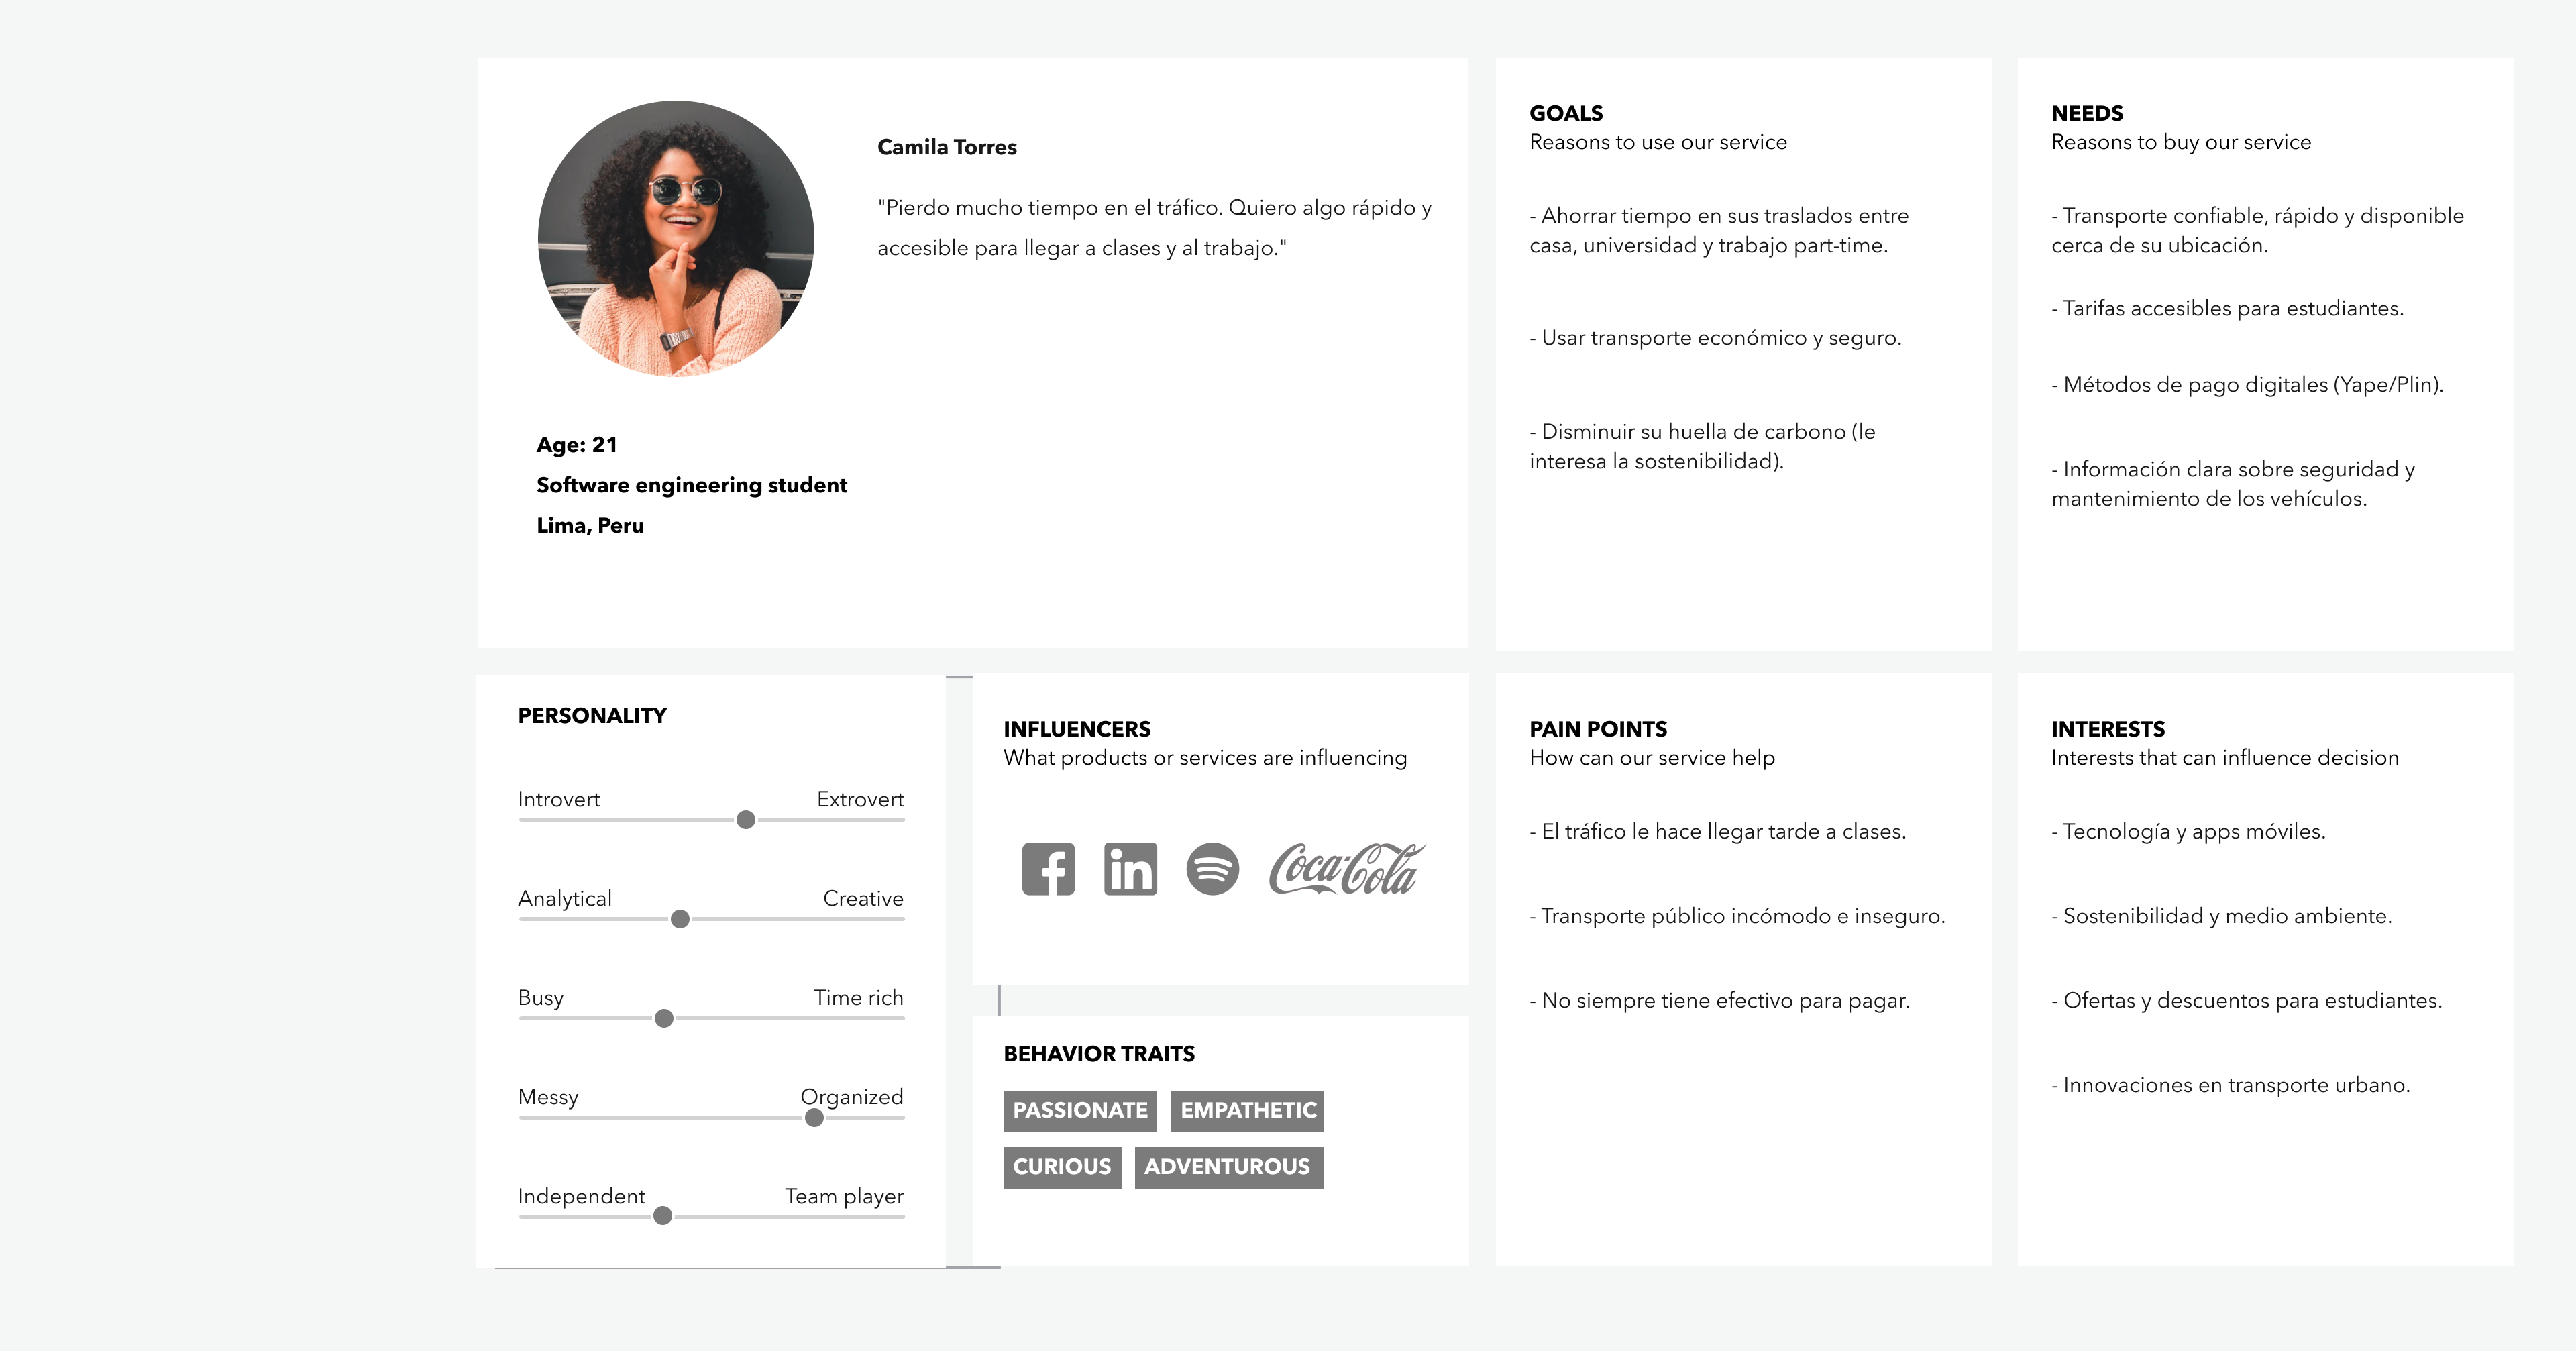 Camila Torres
"Pierdo mucho tiempo en el tráfico. Quiero algo rápido y
accesible para llegar a clases y al trabajo."
Age: 21
Software engineering student
Lima, Peru
GOALS
Reasons to use our service
- Ahorrar tiempo en sus traslados entre
casa, universidad y trabajo part-time.
- Usar transporte económico y seguro.
- Disminuir su huella de carbono (le
interesa la sostenibilidad).
NEEDS
Reasons to buy our service
- Transporte confiable, rápido y disponible
cerca de su ubicación.
- Tarifas accesibles para estudiantes.
- Métodos de pago digitales (Yape/Plin).
- Información clara sobre seguridad y
mantenimiento de los vehículos.
PERSONALITY
Introvert Extrovert
Analytical Creative
Busy Time rich
Messy Organized
Independent Team player
INFLUENCERS
What products or services are influencing
f in Coca-Cola
BEHAVIOR TRAITS
PASSIONATE EMPATHETIC
CURIOUS ADVENTUROUS
PAIN POINTS
How can our service help
- El tráfico le hace llegar tarde a clases.
- Transporte público incómodo e inseguro.
- No siempre tiene efectivo para pagar.
INTERESTS
Interests that can influence decision
- Tecnología y apps móviles.
- Sostenibilidad y medio ambiente.
- Ofertas y descuentos para estudiantes.
- Innovaciones en transporte urbano.